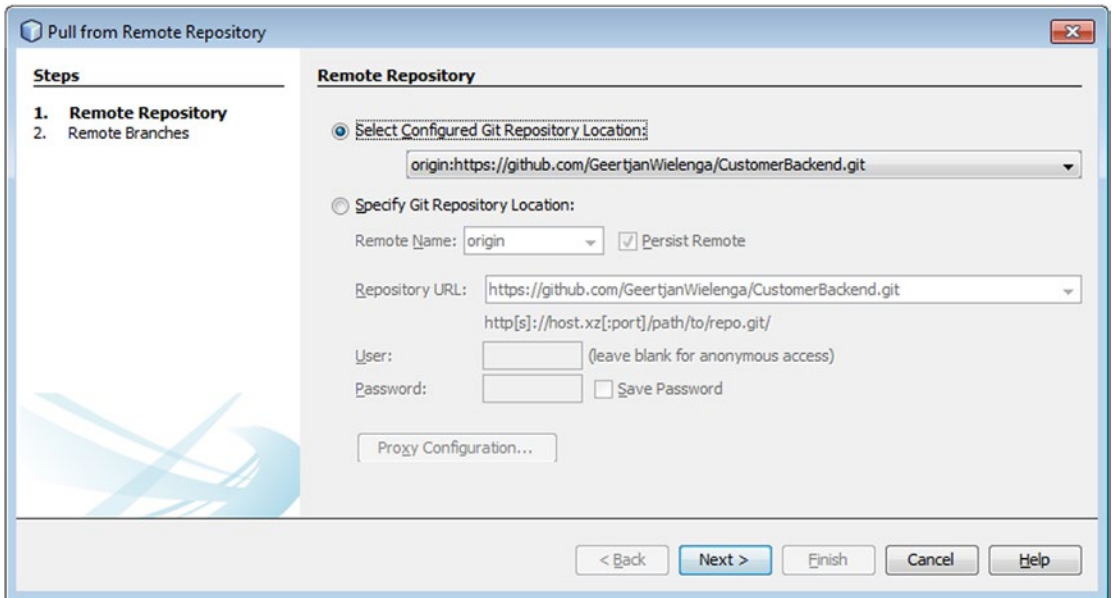 Pull from Remote Repository
Steps
1. Remote Repository
2. Remote Branches
Remote Repository
Select Configured Git Repository Location:
origin:https://github.com/GeertjanWielenga/CustomerBackend.git
Specify Git Repository Location:
Remote Name: origin Persist Remote
Repository URL: https://github.com/GeertjanWielenga/CustomerBackend.git
http[s]://host.xz[:port]/path/to/repo.git/
User: (leave blank for anonymous access)
Password: Save Password
Proxy Configuration...
< Back Next > Finish Cancel Help